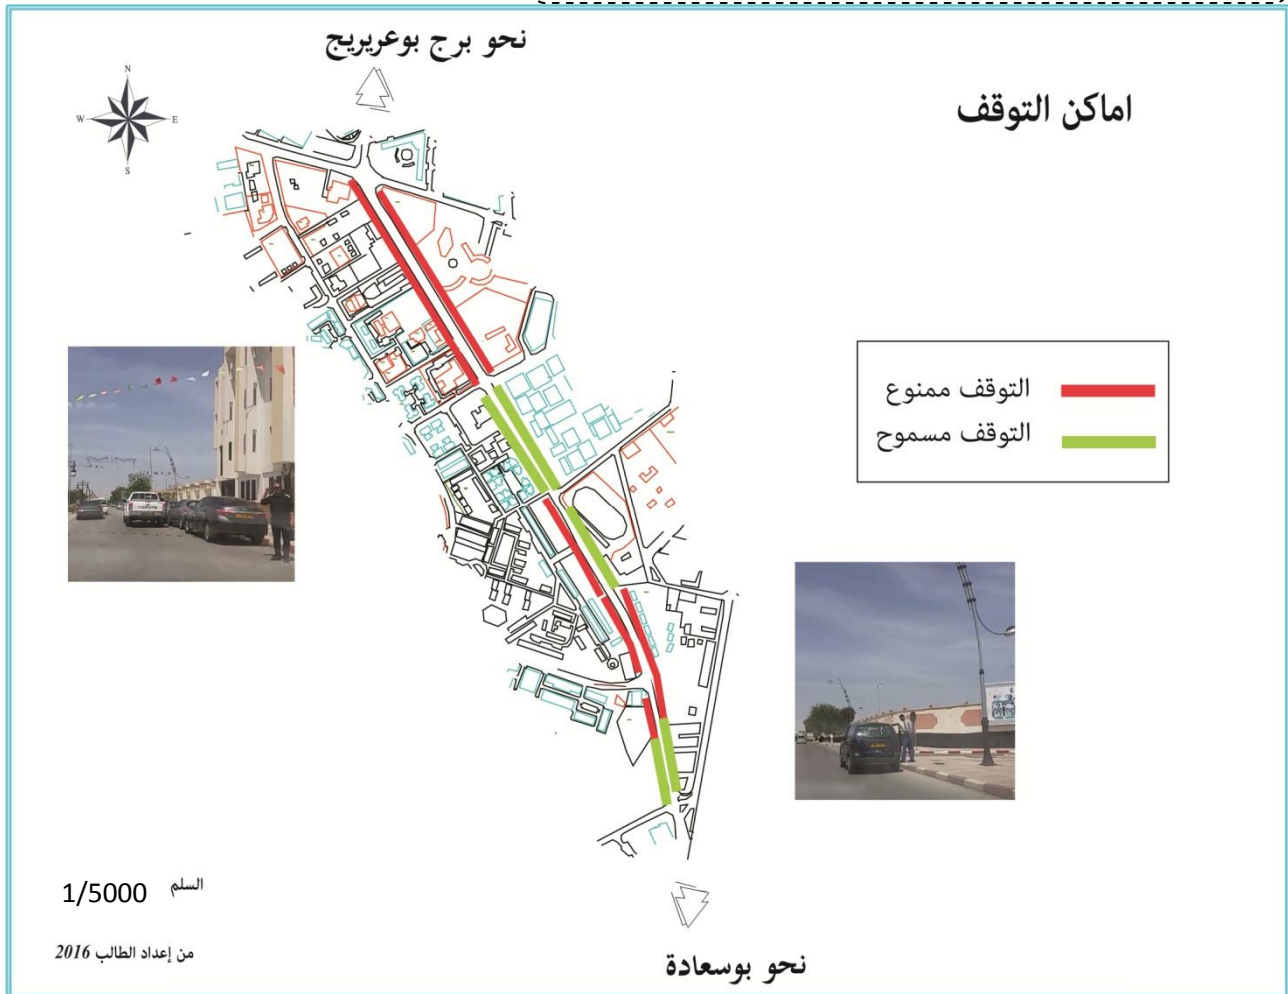 نحو برج بوعريريج
اماكن التوقف
N
W
E
S
التوقف ممنوع
التوقف مسموح
السلم 1/5000
من إعداد الطالب 2016
نحو بوسعادة